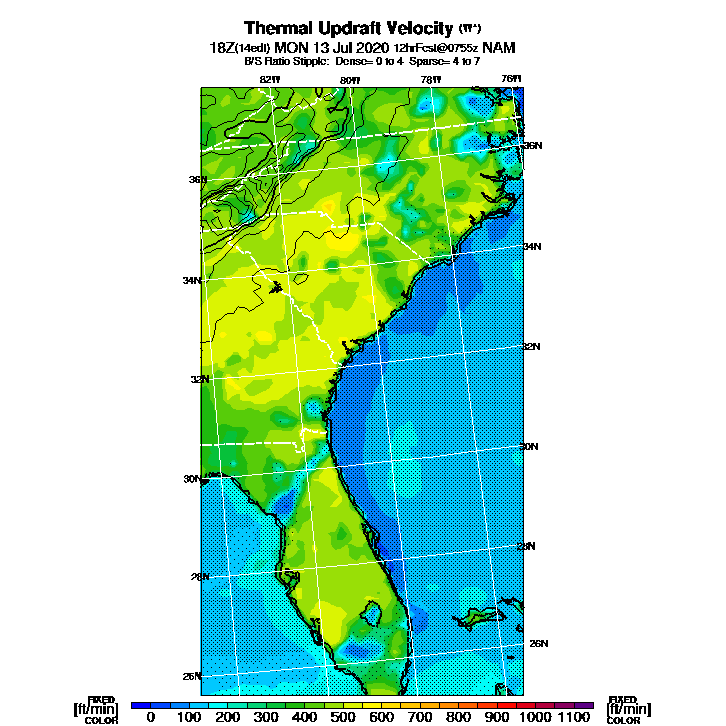 Thermal Updraft Velocity (W*)
18Z(14edt) MON 13 Jul 2020 12hrFcst@0755z NAM
B/S Ratio Stipple: Dense= 0 to 4 Sparse= 4 to 7
82W 80W 78W 76W
36N
36N
34N
34N
32N
32N
30N
30N
28N
28N
26N
26N
FIXED FIXED
[ft/min] [ft/min]
COLOR COLOR
0 100 200 300 400 500 600 700 800 900 1000 1100